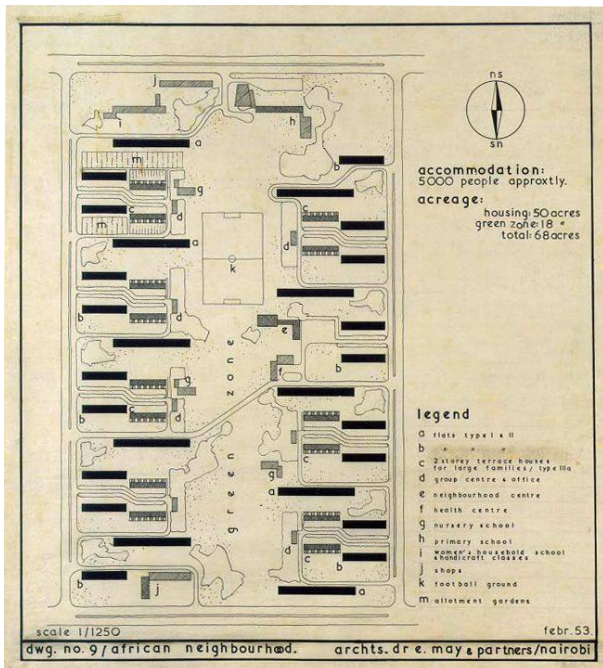 j
i
h
a
m
b
g
c
d
c
d
m
a
k
b
d
e
b
f
g
zone
b
c
d
green
c
g
a
d
c
b
b
j
a
ns
sn
accommodation:
5000 people approxtly.
acreage:
housing: 50 acres
green zone: 18 "
total: 68 acres
legend
a flats type I & II
b " " "
c 2 storey terrace houses
for large families/type IIIa
d group centre & office
e neighbourhood centre
f health centre
g nursery school
h primary school
i women's household school
& handicraft classes
j shops
k football ground
m allotment gardens
scale 1/1250
febr. 53.
dwg. no. 9/african neighbourhood.
archts. dr e. may & partners/nairobi